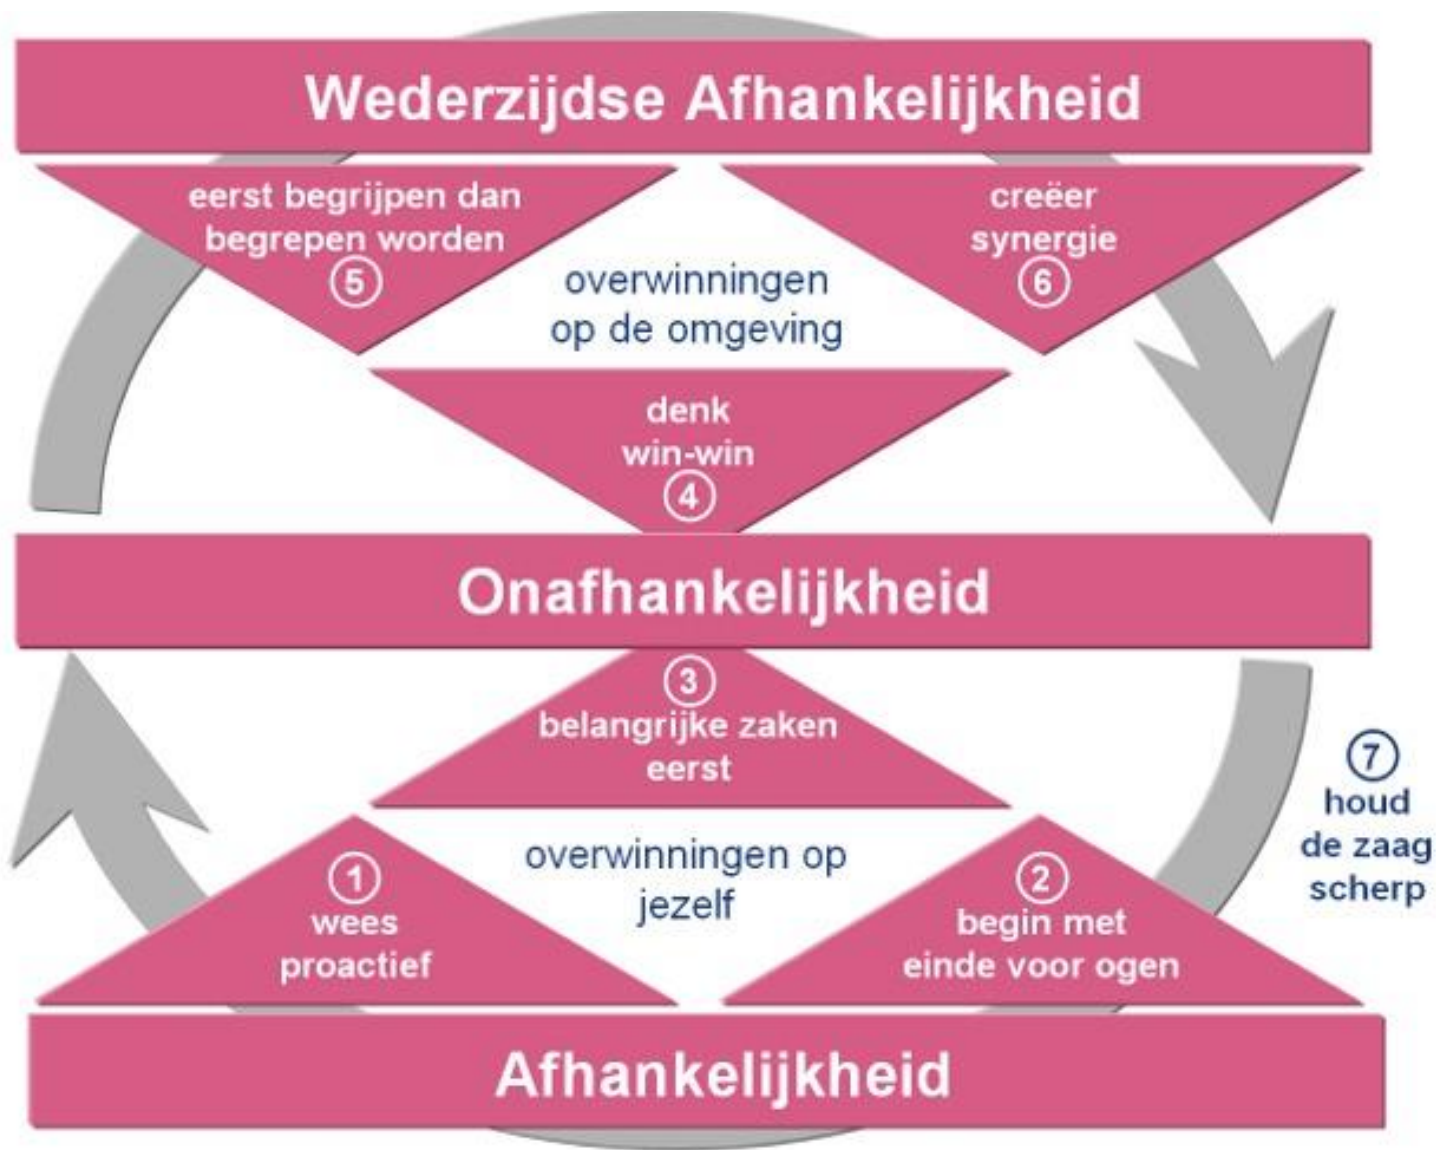 Wederzijdse Afhankelijkheid
eerst begrijpen dan
begrepen worden
5
creëer
synergie
6
overwinningen
op de omgeving
denk
win-win
4
Onafhankelijkheid
3
belangrijke zaken
eerst
7
houd
de zaag
scherp
overwinningen op
jezelf
1
wees
proactief
2
begin met
einde voor ogen
Afhankelijkheid